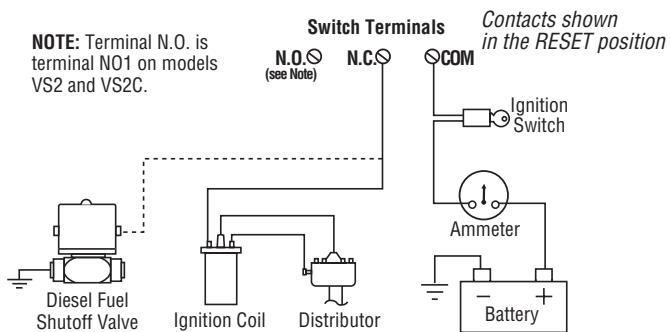 Switch Terminals
Contacts shown
in the RESET position
NOTE: Terminal N.O. is
terminal NO1 on models
VS2 and VS2C.
N.O.
(see Note)
N.C.
COM
Ignition
Switch
Ammeter
Diesel Fuel
Shutoff Valve
Ignition Coil
Distributor
− +
Battery